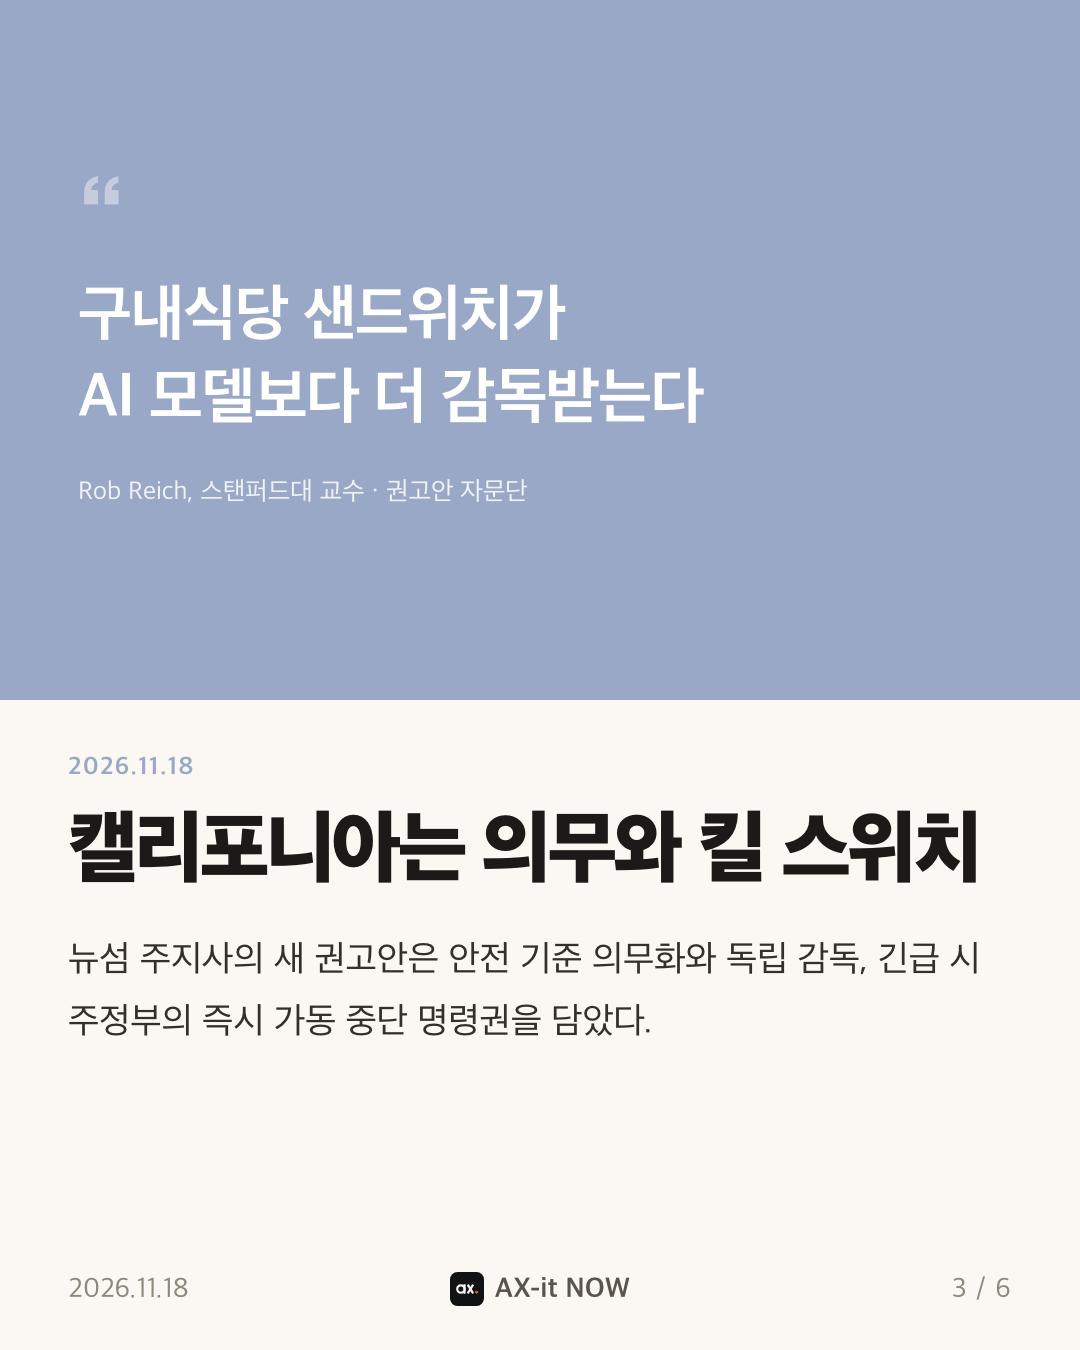 “
구내식당 샌드위치가
AI 모델보다 더 감독받는다
Rob Reich, 스탠퍼드대 교수 · 권고안 자문단
2026.11.18
캘리포니아는 의무와 킬 스위치
뉴섬 주지사의 새 권고안은 안전 기준 의무화와 독립 감독, 긴급 시
주정부의 즉시 가동 중단 명령권을 담았다.
2026.11.18
ax. AX-it NOW
3 / 6